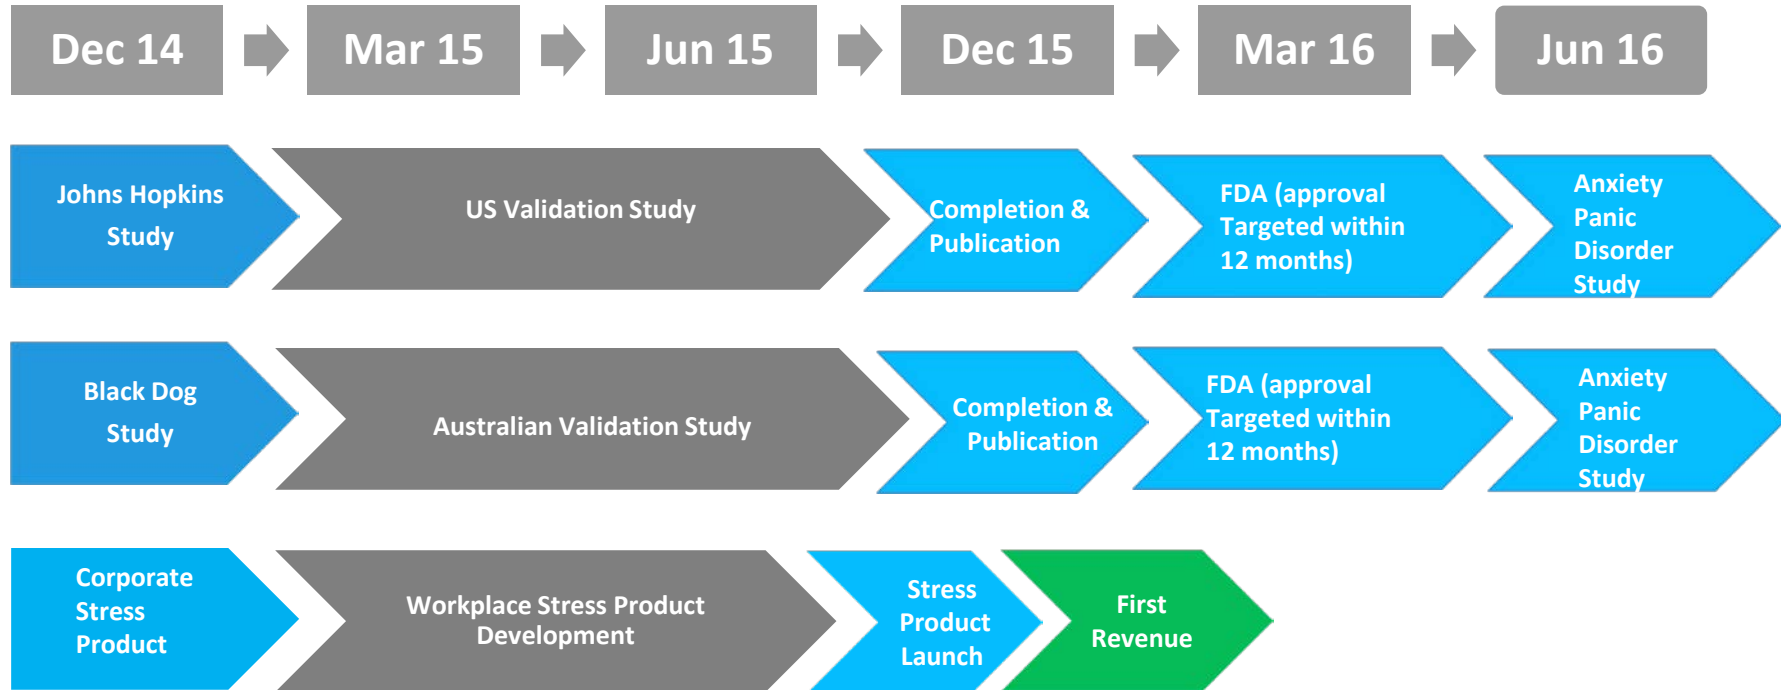 Dec 14
Mar 15
Jun 15
Dec 15
Mar 16
Jun 16
Johns Hopkins
Study
US Validation Study
Completion &
Publication
FDA (approval
Targeted within
12 months)
Anxiety
Panic
Disorder
Study
Black Dog
Study
Australian Validation Study
Completion &
Publication
FDA (approval
Targeted within
12 months)
Anxiety
Panic
Disorder
Study
Corporate
Stress
Product
Workplace Stress Product
Development
Stress
Product
Launch
First
Revenue